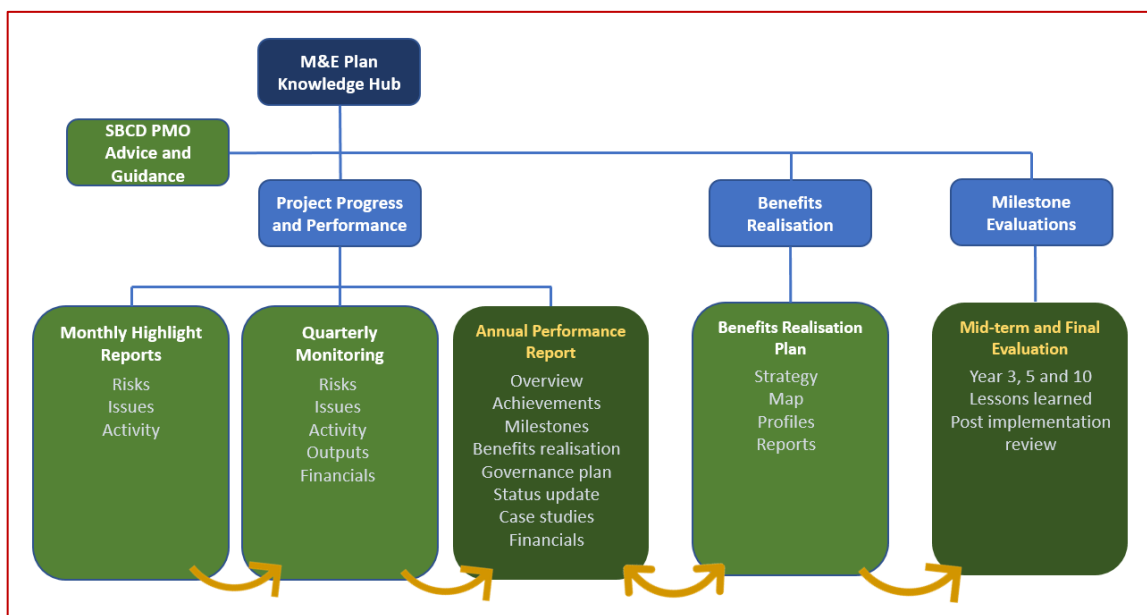 M&E Plan
Knowledge Hub
SBCD PMO
Advice and
Guidance
Project Progress
and Performance
Benefits
Realisation
Milestone
Evaluations
Monthly Highlight
Reports
Risks
Issues
Activity
Quarterly
Monitoring
Risks
Issues
Activity
Outputs
Financials
Annual Performance
Report
Overview
Achievements
Milestones
Benefits realisation
Governance plan
Status update
Case studies
Financials
Benefits Realisation
Plan
Strategy
Map
Profiles
Reports
Mid-term and Final
Evaluation
Year 3, 5 and 10
Lessons learned
Post implementation
review